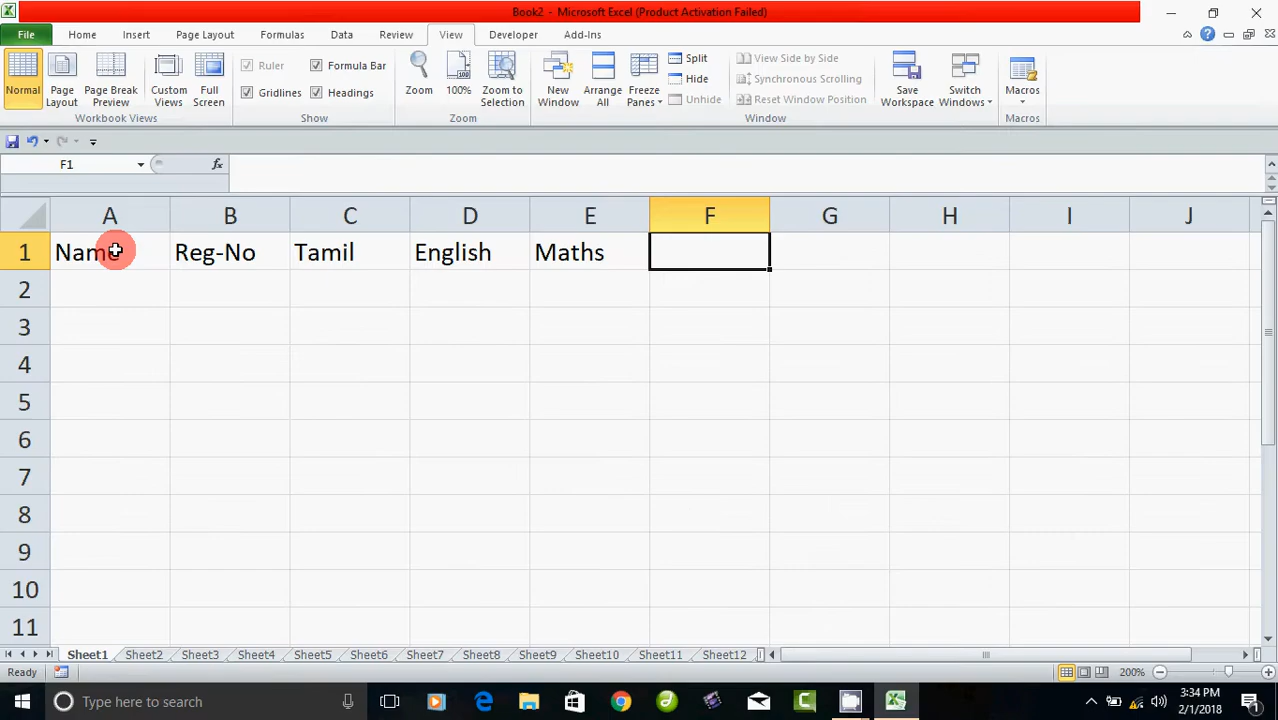 Book2 - Microsoft Excel (Product Activation Failed)
File Home Insert Page Layout Formulas Data Review View Developer Add-Ins
Normal
Page Layout
Page Break Preview
Custom Views
Full Screen
Workbook Views
Ruler
Formula Bar
Gridlines
Headings
Show
Zoom
100
100%
Zoom to Selection
Zoom
New Window
Arrange All
Freeze Panes
Split
Hide
Unhide
View Side by Side
Synchronous Scrolling
Reset Window Position
Window
Save Workspace
Switch Windows
Macros
Macros
F1 fx
A B C D E F G H I J
1 Name Reg-No Tamil English Maths
2
3
4
5
6
7
8
9
10
11
Sheet1 Sheet2 Sheet3 Sheet4 Sheet5 Sheet6 Sheet7 Sheet8 Sheet9 Sheet10 Sheet11 Sheet12
Ready 200%
Type here to search
3:34 PM
2/1/2018